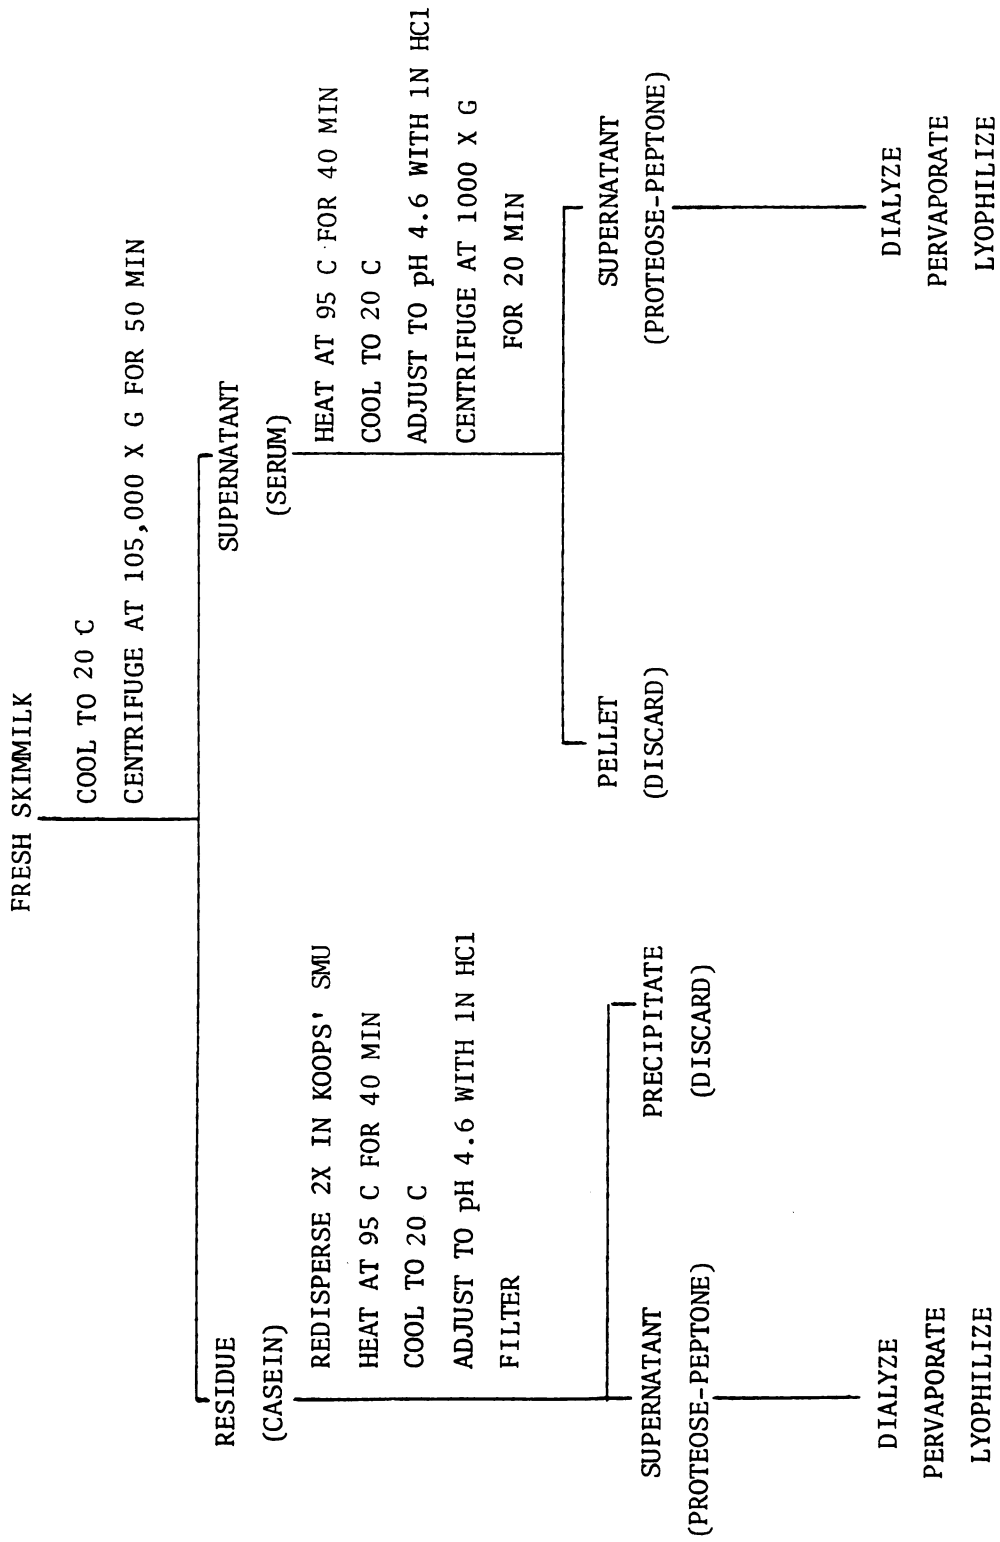 FRESH SKIMMILK
COOL TO 20 C
CENTRIFUGE AT 105,000 X G FOR 50 MIN
RESIDUE
(CASEIN)
REDISPERSE 2X IN KOOPS' SMU
HEAT AT 95 C FOR 40 MIN
COOL TO 20 C
ADJUST TO pH 4.6 WITH 1N HCl
FILTER
SUPERNATANT
(PROTEOSE-PEPTONE)
DIALYZE
PERVAPORATE
LYOPHILIZE
PRECIPITATE
(DISCARD)
SUPERNATANT
(SERUM)
HEAT AT 95 C FOR 40 MIN
COOL TO 20 C
ADJUST TO pH 4.6 WITH 1N HCl
CENTRIFUGE AT 1000 X G
FOR 20 MIN
PELLET
(DISCARD)
SUPERNATANT
(PROTEOSE-PEPTONE)
DIALYZE
PERVAPORATE
LYOPHILIZE